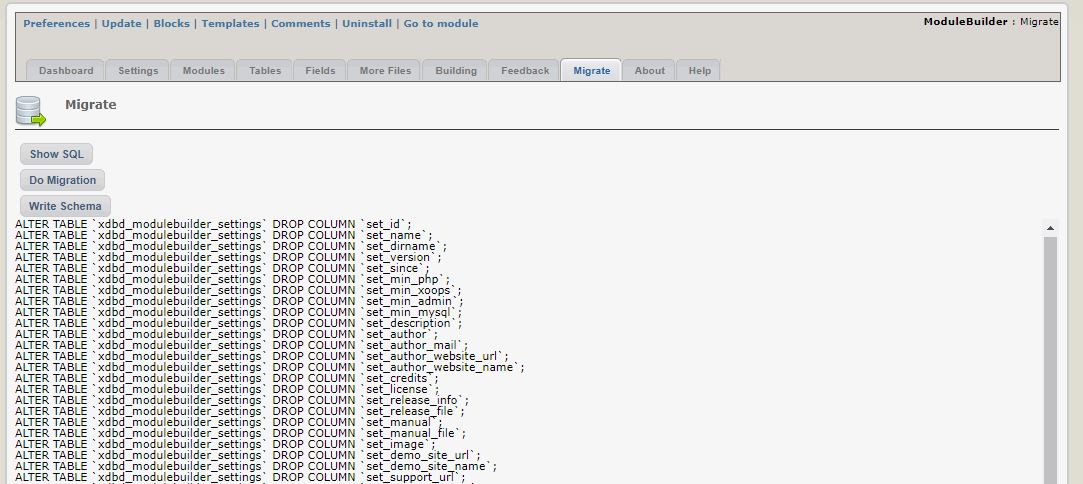 Preferences | Update | Blocks | Templates | Comments | Uninstall | Go to module
ModuleBuilder : Migrate
Dashboard Settings Modules Tables Fields More Files Building Feedback Migrate About Help
Migrate
Show SQL
Do Migration
Write Schema
ALTER TABLE `xdbd_modulebuilder_settings` DROP COLUMN `set_id`;
ALTER TABLE `xdbd_modulebuilder_settings` DROP COLUMN `set_name`;
ALTER TABLE `xdbd_modulebuilder_settings` DROP COLUMN `set_dirname`;
ALTER TABLE `xdbd_modulebuilder_settings` DROP COLUMN `set_version`;
ALTER TABLE `xdbd_modulebuilder_settings` DROP COLUMN `set_since`;
ALTER TABLE `xdbd_modulebuilder_settings` DROP COLUMN `set_min_php`;
ALTER TABLE `xdbd_modulebuilder_settings` DROP COLUMN `set_min_xoops`;
ALTER TABLE `xdbd_modulebuilder_settings` DROP COLUMN `set_min_admin`;
ALTER TABLE `xdbd_modulebuilder_settings` DROP COLUMN `set_min_mysql`;
ALTER TABLE `xdbd_modulebuilder_settings` DROP COLUMN `set_description`;
ALTER TABLE `xdbd_modulebuilder_settings` DROP COLUMN `set_author`;
ALTER TABLE `xdbd_modulebuilder_settings` DROP COLUMN `set_author_mail`;
ALTER TABLE `xdbd_modulebuilder_settings` DROP COLUMN `set_author_website_url`;
ALTER TABLE `xdbd_modulebuilder_settings` DROP COLUMN `set_author_website_name`;
ALTER TABLE `xdbd_modulebuilder_settings` DROP COLUMN `set_credits`;
ALTER TABLE `xdbd_modulebuilder_settings` DROP COLUMN `set_license`;
ALTER TABLE `xdbd_modulebuilder_settings` DROP COLUMN `set_release_info`;
ALTER TABLE `xdbd_modulebuilder_settings` DROP COLUMN `set_release_file`;
ALTER TABLE `xdbd_modulebuilder_settings` DROP COLUMN `set_manual`;
ALTER TABLE `xdbd_modulebuilder_settings` DROP COLUMN `set_manual_file`;
ALTER TABLE `xdbd_modulebuilder_settings` DROP COLUMN `set_image`;
ALTER TABLE `xdbd_modulebuilder_settings` DROP COLUMN `set_demo_site_url`;
ALTER TABLE `xdbd_modulebuilder_settings` DROP COLUMN `set_demo_site_name`;
ALTER TABLE `xdbd_modulebuilder_settings` DROP COLUMN `set_support_url`;